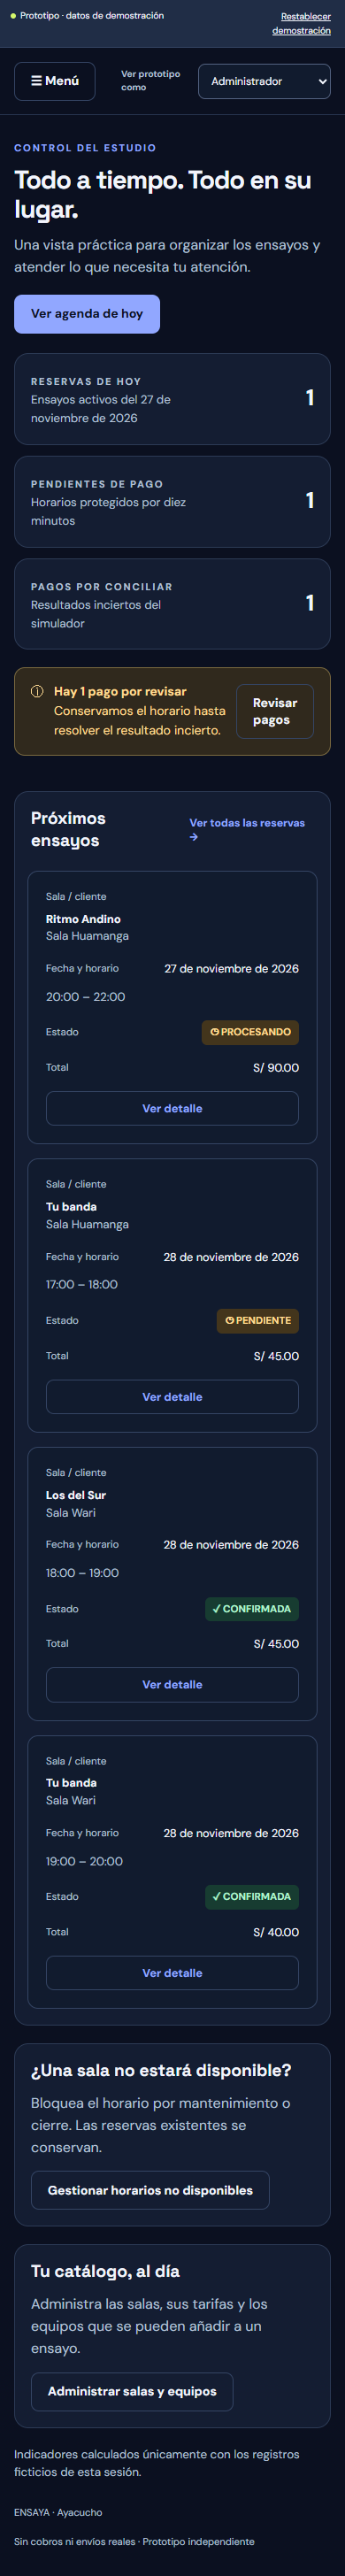 Prototipo · datos de demostración
Restablecer
demostración
☰ Menú
Ver prototipo
como
Administrador
CONTROL DEL ESTUDIO
Todo a tiempo. Todo en su
lugar.
Una vista práctica para organizar los ensayos y
atender lo que necesita tu atención.
Ver agenda de hoy
RESERVAS DE HOY
Ensayos activos del 27 de
noviembre de 2026
1
PENDIENTES DE PAGO
Horarios protegidos por diez
minutos
1
PAGOS POR CONCILIAR
Resultados inciertos del
simulador
1
Hay 1 pago por revisar
Conservamos el horario hasta
resolver el resultado incierto.
Revisar
pagos
Próximos
ensayos
Ver todas las reservas
→
Sala / cliente
Ritmo Andino
Sala Huamanga
Fecha y horario 27 de noviembre de 2026
20:00 – 22:00
Estado PROCESANDO
Total S/ 90.00
Ver detalle
Sala / cliente
Tu banda
Sala Huamanga
Fecha y horario 28 de noviembre de 2026
17:00 – 18:00
Estado PENDIENTE
Total S/ 45.00
Ver detalle
Sala / cliente
Los del Sur
Sala Wari
Fecha y horario 28 de noviembre de 2026
18:00 – 19:00
Estado ✓ CONFIRMADA
Total S/ 45.00
Ver detalle
Sala / cliente
Tu banda
Sala Wari
Fecha y horario 28 de noviembre de 2026
19:00 – 20:00
Estado ✓ CONFIRMADA
Total S/ 40.00
Ver detalle
¿Una sala no estará disponible?
Bloquea el horario por mantenimiento o
cierre. Las reservas existentes se
conservan.
Gestionar horarios no disponibles
Tu catálogo, al día
Administra las salas, sus tarifas y los
equipos que se pueden añadir a un
ensayo.
Administrar salas y equipos
Indicadores calculados únicamente con los registros
ficticios de esta sesión.
ENSAYA · Ayacucho
Sin cobros ni envíos reales · Prototipo independiente